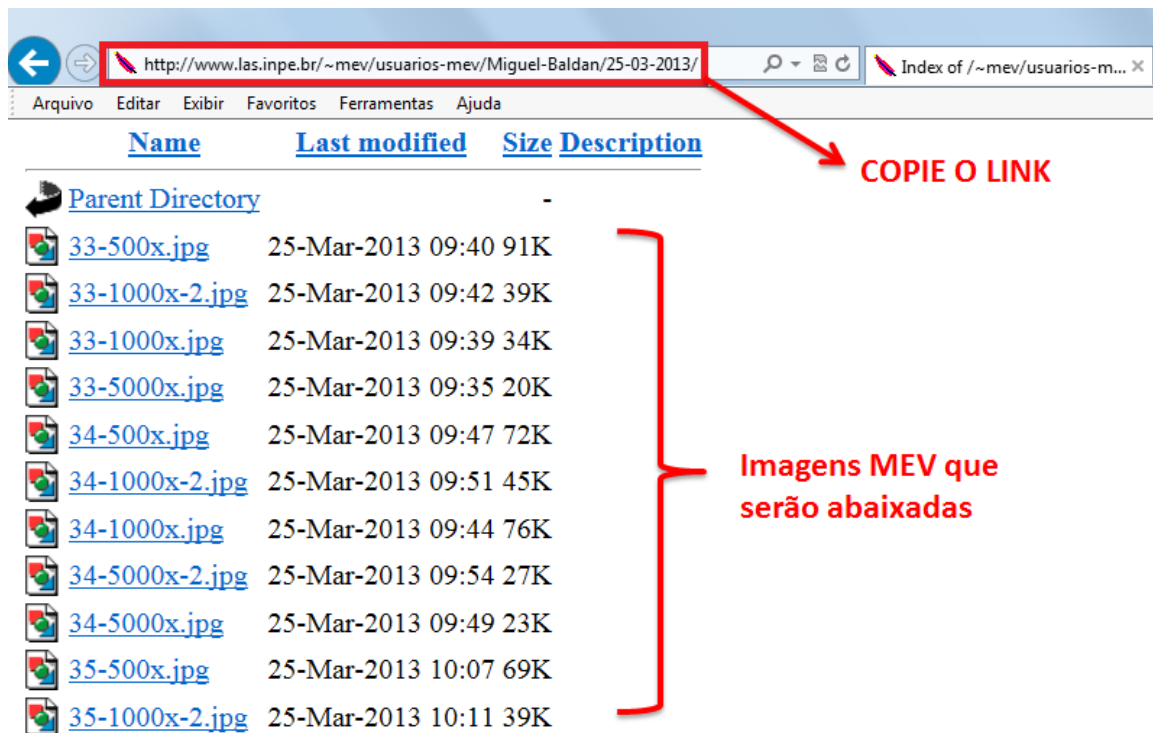 http://www.las.inpe.br/~mev/usuarios-mev/Miguel-Baldan/25-03-2013/
Index of /~mev/usuarios-m...
Arquivo Editar Exibir Favoritos Ferramentas Ajuda
Name Last modified Size Description
COPIE O LINK
Parent Directory -
33-500x.jpg 25-Mar-2013 09:40 91K
33-1000x-2.jpg 25-Mar-2013 09:42 39K
33-1000x.jpg 25-Mar-2013 09:39 34K
33-5000x.jpg 25-Mar-2013 09:35 20K
34-500x.jpg 25-Mar-2013 09:47 72K
34-1000x-2.jpg 25-Mar-2013 09:51 45K
34-1000x.jpg 25-Mar-2013 09:44 76K
34-5000x-2.jpg 25-Mar-2013 09:54 27K
34-5000x.jpg 25-Mar-2013 09:49 23K
35-500x.jpg 25-Mar-2013 10:07 69K
35-1000x-2.jpg 25-Mar-2013 10:11 39K
Imagens MEV que
serão abaixadas